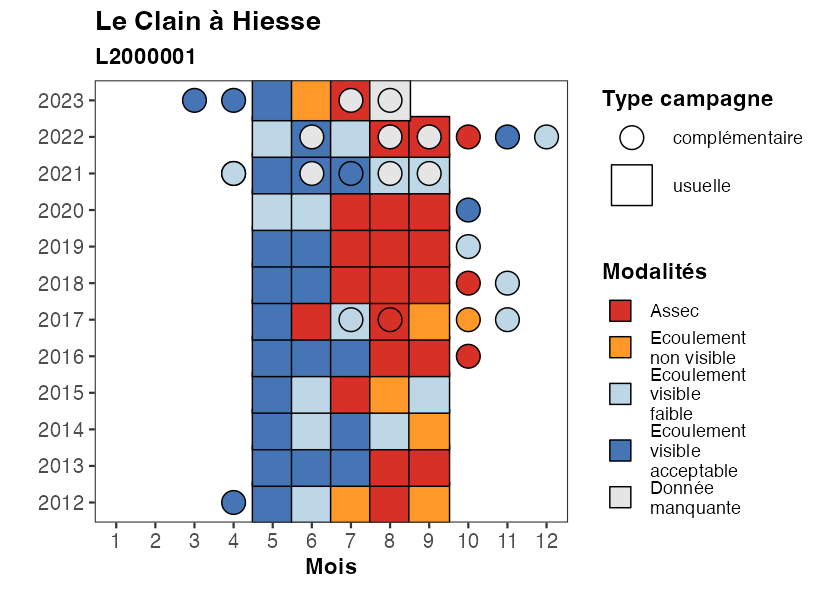 Le Clain à Hiesse
L2000001
2023
2022
2021
2020
2019
2018
2017
2016
2015
2014
2013
2012
1 2 3 4 5 6 7 8 9 10 11 12
Mois
Type campagne
complémentaire
usuelle
Modalités
Assec
Ecoulement
non visible
Ecoulement
visible
faible
Ecoulement
visible
acceptable
Donnée
manquante